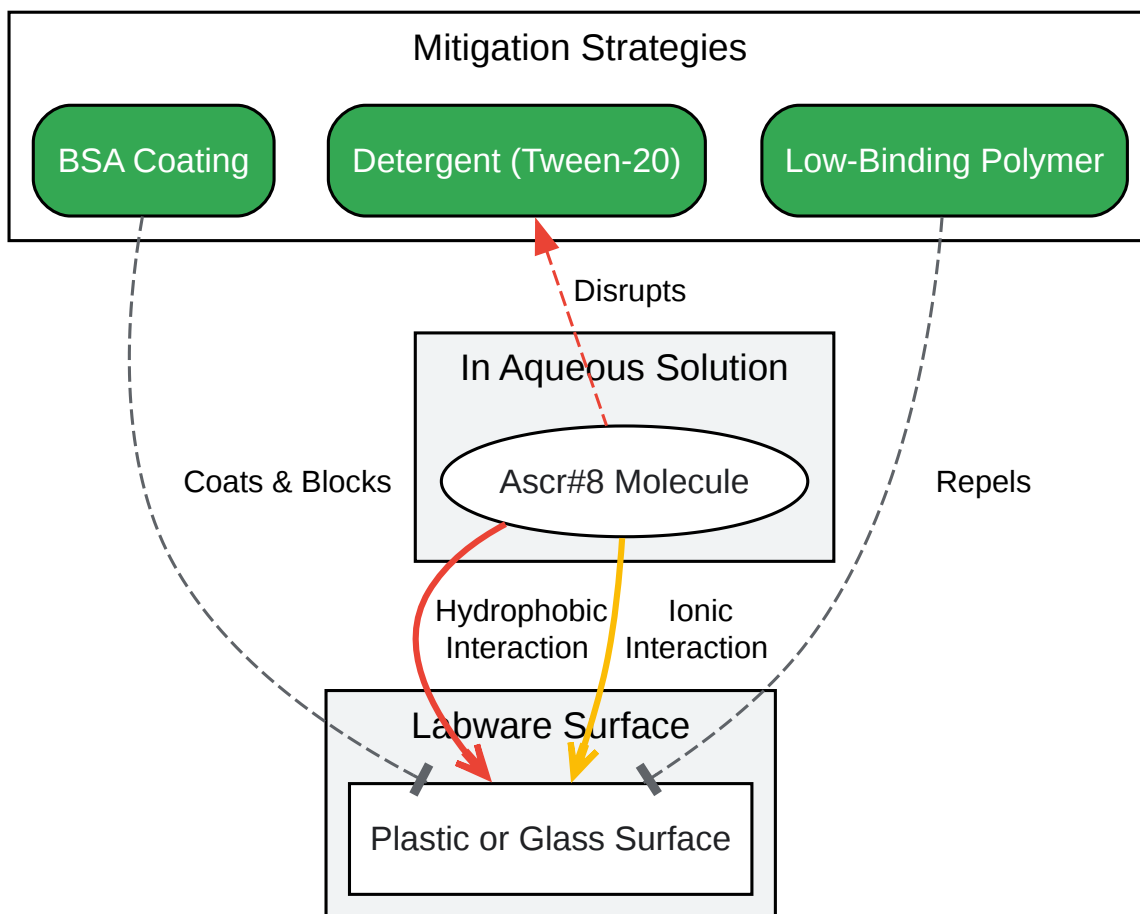 Mitigation Strategies
BSA Coating
Detergent (Tween-20)
Low-Binding Polymer
Disrupts
In Aqueous Solution
Coats & Blocks
Ascr#8 Molecule
Repels
Hydrophobic
Interaction
Ionic
Interaction
Labware Surface
Plastic or Glass Surface